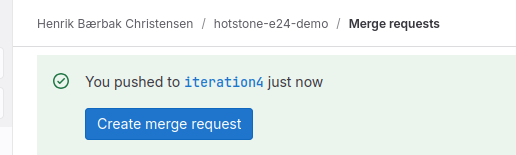 Henrik Bærbak Christensen / hotstone-e24-demo / Merge requests
You pushed to iteration4 just now
Create merge request